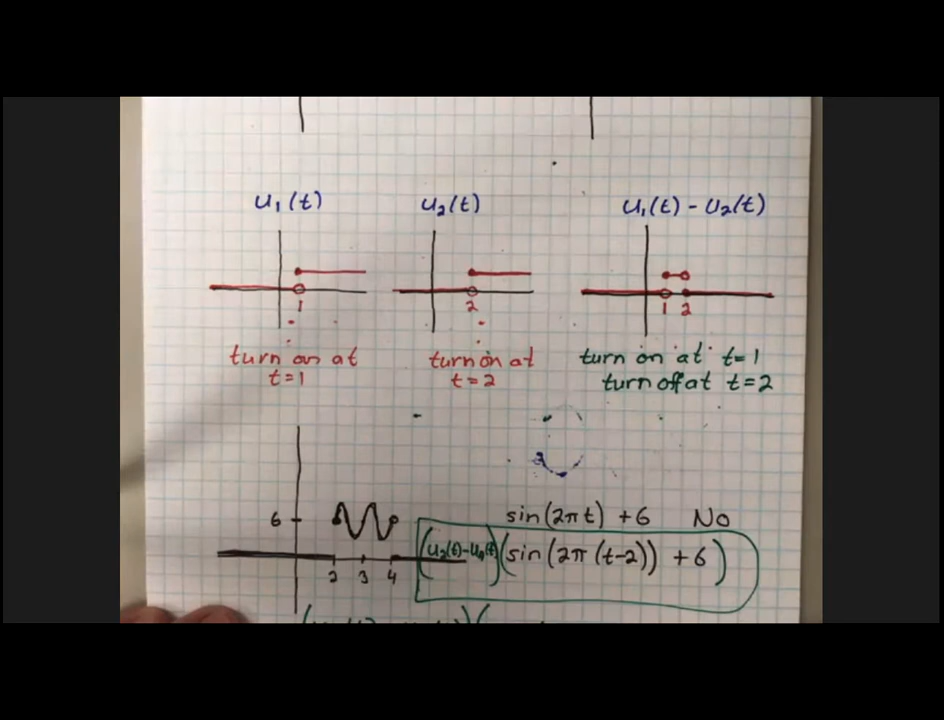 u₁(t) u₂(t) u₁(t) - u₂(t)
1 2 1 2
turn on at turn on at turn on at t=1
t=1 t=2 turn off at t=2
6 sin(2πt) +6 No
(u₂(t)-u₄(t))(sin(2π(t-2)) +6)
2 3 4